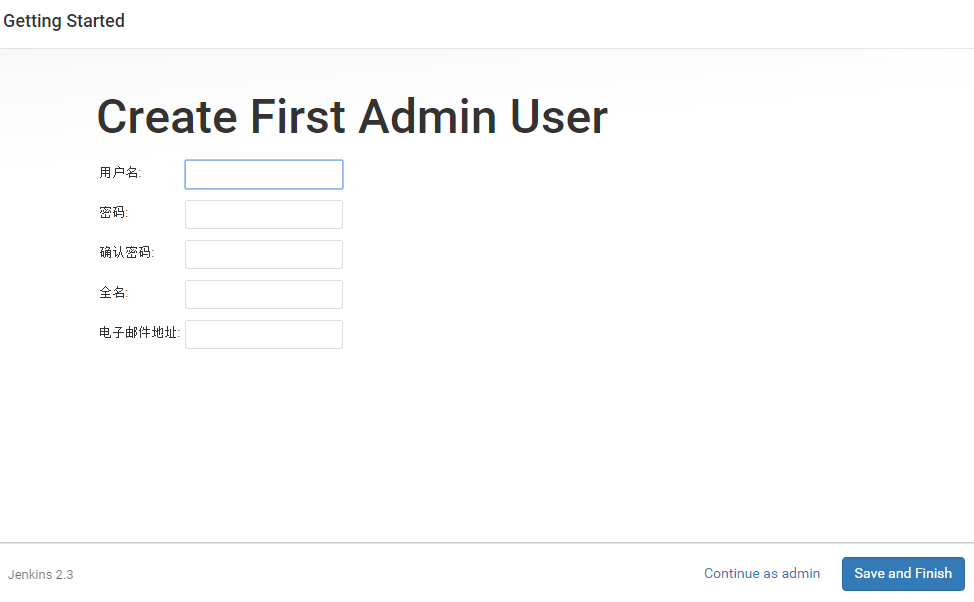 Getting Started
Create First Admin User
用户名:
密码:
确认密码:
全名:
电子邮件地址:
Jenkins 2.3
Continue as admin
Save and Finish